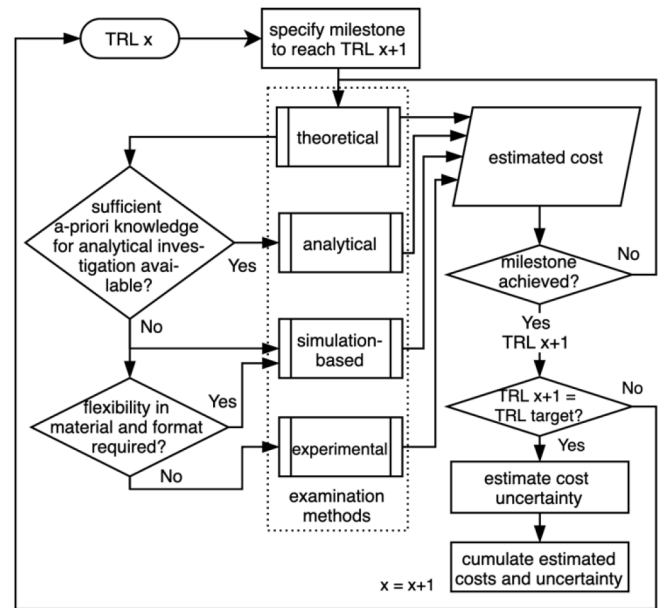 TRL x
specify milestone
to reach TRL x+1
theoretical
estimated cost
sufficient
a-priori knowledge
for analytical inves-
tigation avai-
lable?
Yes
analytical
No
milestone
achieved?
No
Yes
TRL x+1
simulation-
based
flexibility in
material and format
required?
Yes
No
experimental
examination
methods
TRL x+1 =
TRL target?
No
Yes
estimate cost
uncertainty
cumulate estimated
costs and uncertainty
x = x+1